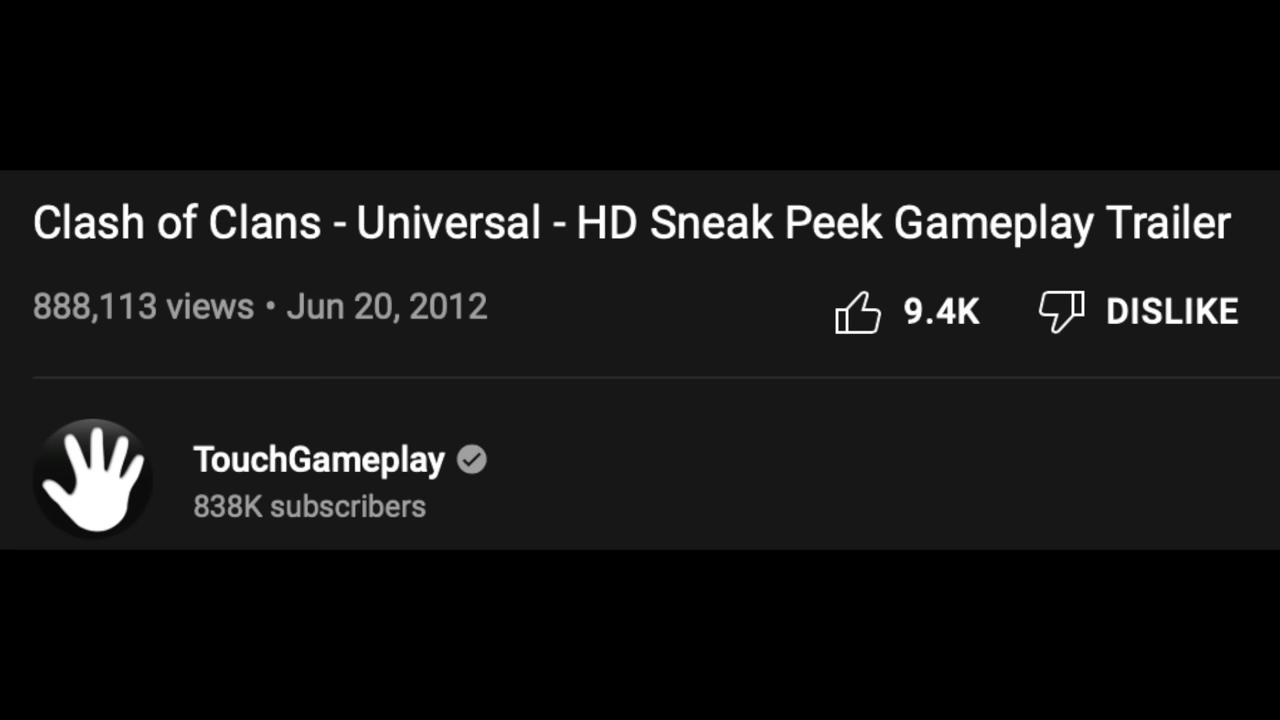 Clash of Clans - Universal - HD Sneak Peek Gameplay Trailer
888,113 views • Jun 20, 2012
9.4K
DISLIKE
TouchGameplay
838K subscribers